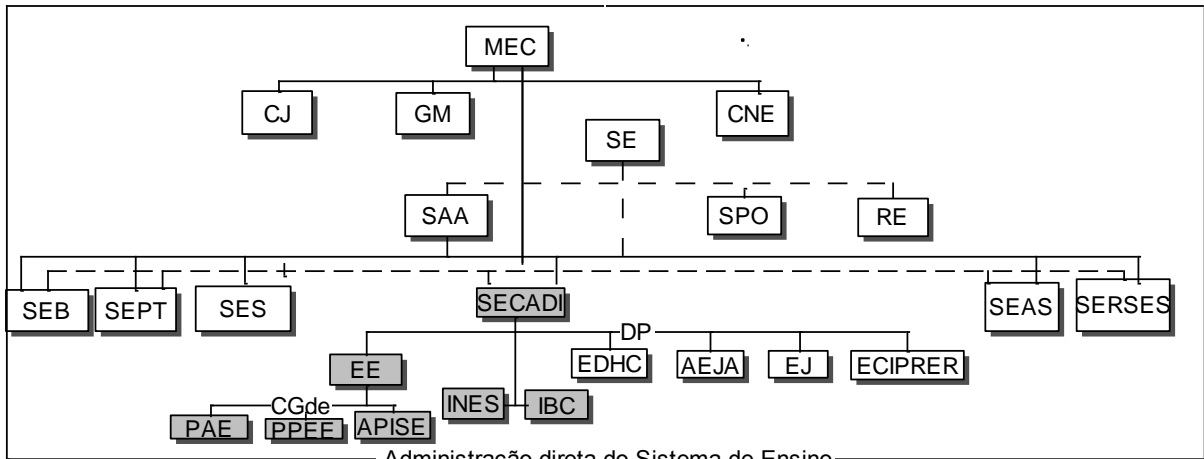 MEC
CJ GM CNE
SE
SAA SPO RE
SEB SEPT SES SECADI SEAS SERSES
DP
EE EDHC AEJA EJ ECIPRER
CGde INES IBC
PAE PPEE APISE
Administração direta do Sistema de Ensino